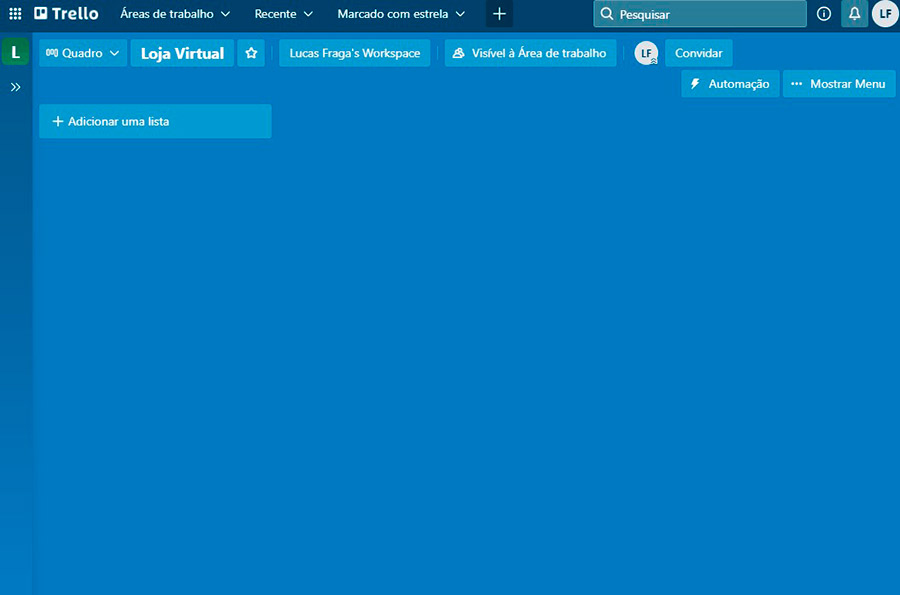 Trello Áreas de trabalho Recente Marcado com estrela Pesquisar LF
L Quadro Loja Virtual Lucas Fraga's Workspace Visível à Área de trabalho LF Convidar
Automação Mostrar Menu
Adicionar uma lista